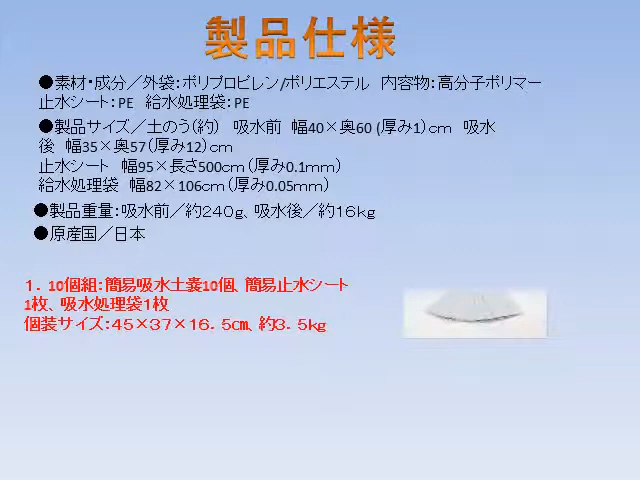 製品仕様
●素材・成分／外袋：ポリプロピレン/ポリエステル　内容物：高分子ポリマー
止水シート：PE　給水処理袋：PE
●製品サイズ／土のう（約）　吸水前　幅40×奥60 (厚み1）cm　吸水
後　幅35×奥57（厚み12）cm
止水シート　幅95×長さ500cm（厚み0.1mm）
給水処理袋　幅82×106cm（厚み0.05mm）
●製品重量：吸水前／約２４０g、吸水後／約１６kg
●原産国／日本
１．10個組：簡易吸水土嚢10個、簡易止水シート
1枚、吸水処理袋１枚
個装サイズ：４５×３７×１６．５㎝、約３．５kg